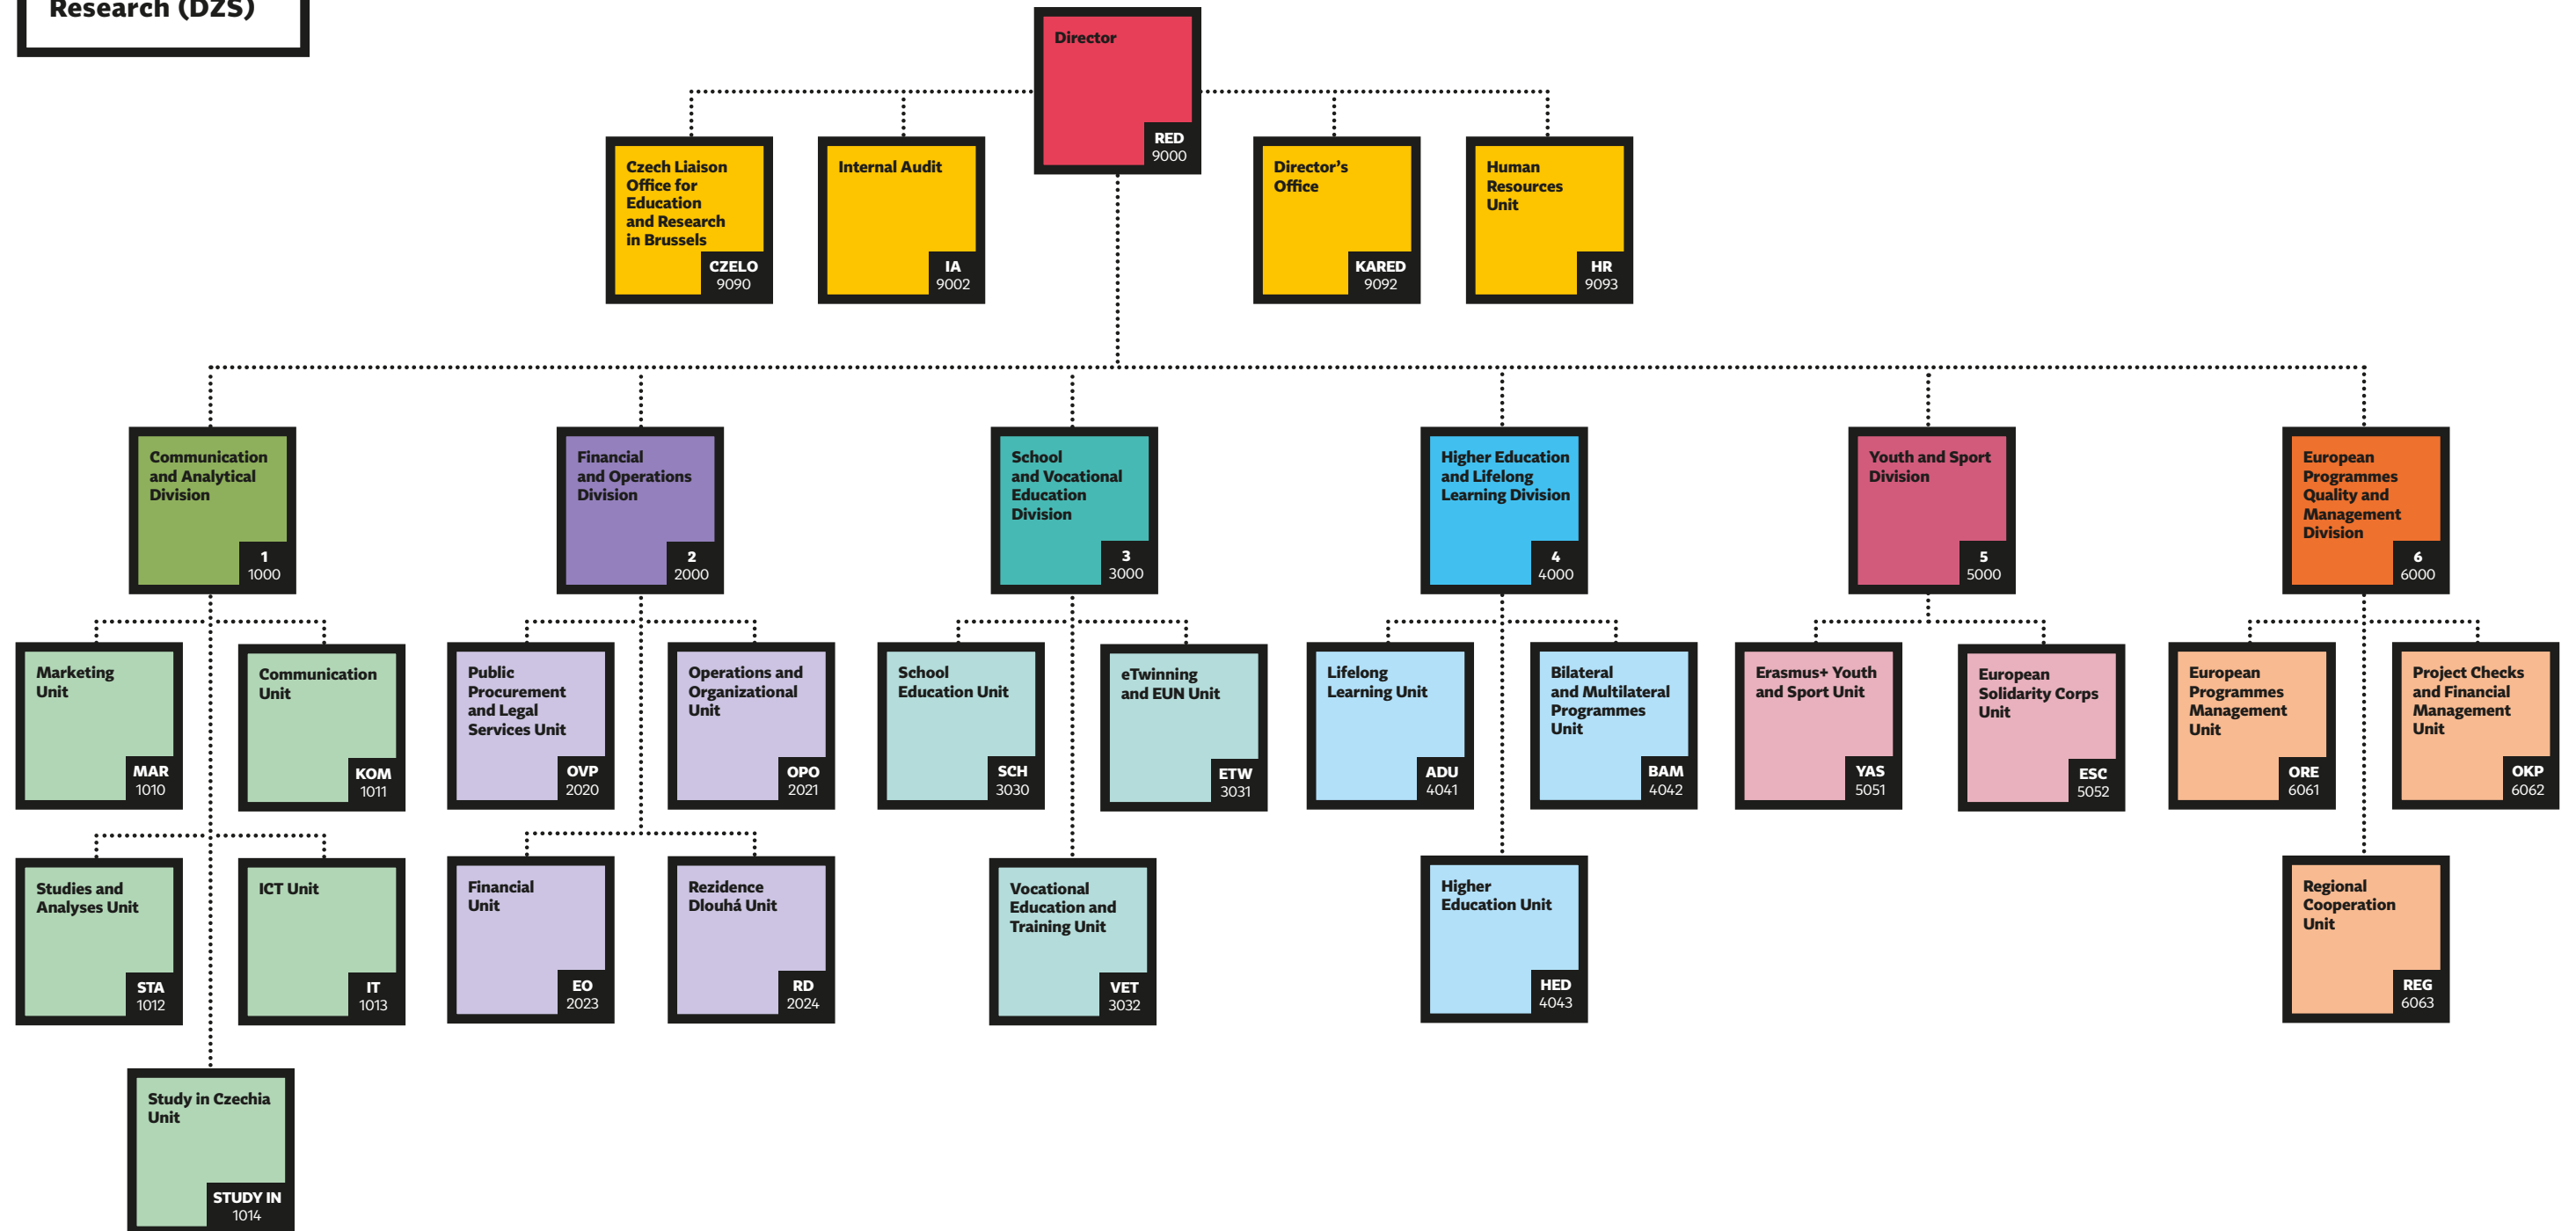 Research (DZS)
Director
RED
9000
Czech Liaison
Office for
Education
and Research
in Brussels
CZELO
9090
Internal Audit
IA
9002
Director’s
Office
KARED
9092
Human
Resources
Unit
HR
9093
Communication
and Analytical
Division
1
1000
Financial
and Operations
Division
2
2000
School
and Vocational
Education
Division
3
3000
Higher Education
and Lifelong
Learning Division
4
4000
Youth and Sport
Division
5
5000
European
Programmes
Quality and
Management
Division
6
6000
Marketing
Unit
MAR
1010
Communication
Unit
KOM
1011
Public
Procurement
and Legal
Services Unit
OVP
2020
Operations and
Organizational
Unit
OPO
2021
School
Education Unit
SCH
3030
eTwinning
and EUN Unit
ETW
3031
Lifelong
Learning Unit
ADU
4041
Bilateral
and Multilateral
Programmes
Unit
BAM
4042
Erasmus+ Youth
and Sport Unit
YAS
5051
European
Solidarity Corps
Unit
ESC
5052
European
Programmes
Management
Unit
ORE
6061
Project Checks
and Financial
Management
Unit
OKP
6062
Studies and
Analyses Unit
STA
1012
ICT Unit
IT
1013
Financial
Unit
EO
2023
Rezidence
Dlouhá Unit
RD
2024
Vocational
Education and
Training Unit
VET
3032
Higher
Education Unit
HED
4043
Regional
Cooperation
Unit
REG
6063
Study in Czechia
Unit
STUDY IN
1014